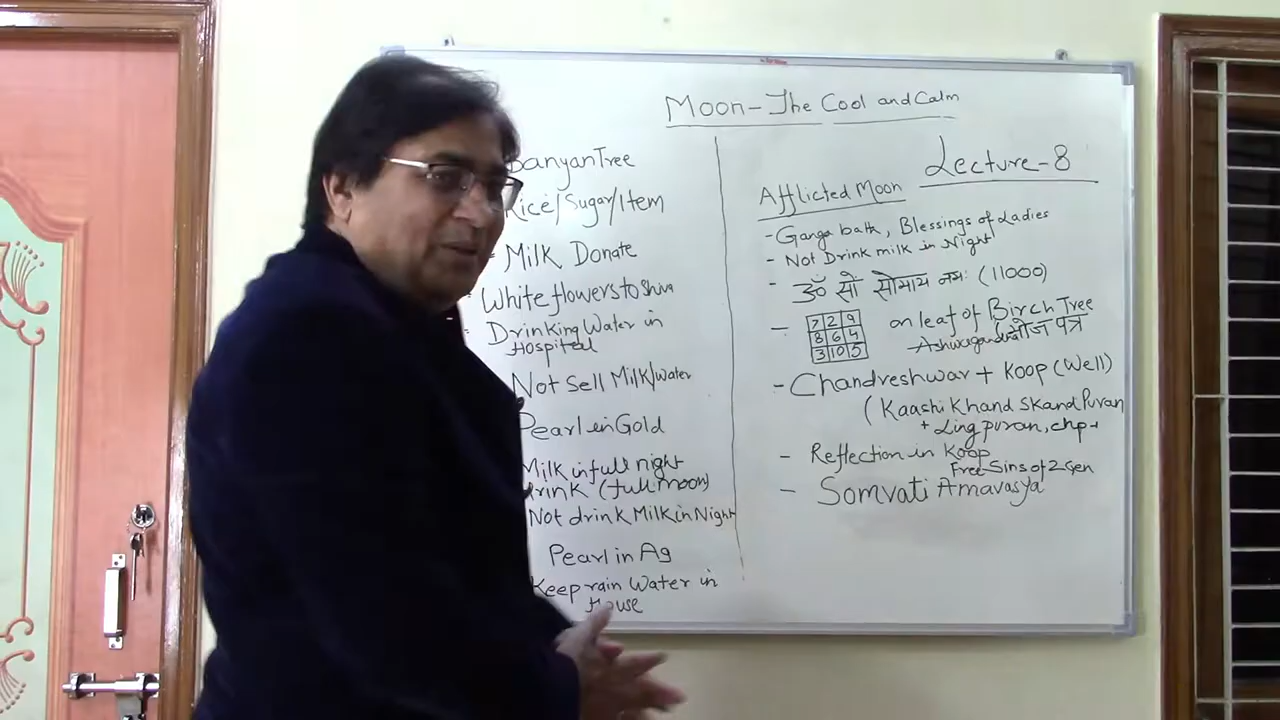 Moon - The Cool and Calm
Lecture-8
Banyan Tree
Rice/Sugar/Item
- Milk Donate
- White flowers to Shiva
- Drinking Water in
Hospital
Not Sell Milk/Water
Pearl in Gold
Milk in full night
drink (full moon)
Not drink Milk in Night
Pearl in Ag
Keep rain Water in
House
Afflicted Moon
- Ganga bath, Blessings of Ladies
- Not Drink milk in Night
- ॐ सों सोमाय नमः (11000)
- on leaf of Birch Tree
7 2 9
8 6 4
3 10 5
Ashwagandha (भोज पत्र
- Chandreshwar + Koop (Well)
(Kaashi Khand Skand Puran
+ Ling puran, chp-
- Reflection in Koop
Free Sins of 2 Gen
- Somvati Amavasya